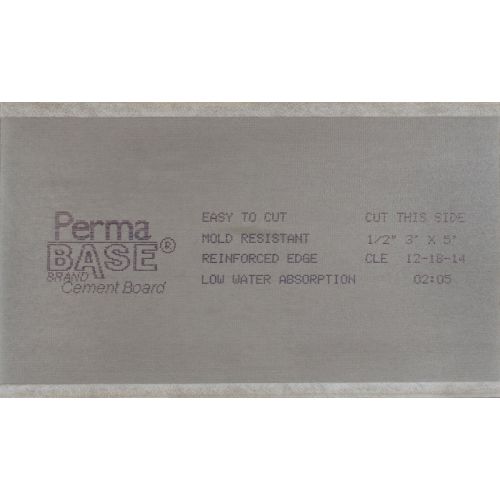 Perma
BASE®
BRAND
Cement Board
EASY TO CUT
MOLD RESISTANT
REINFORCED EDGE
LOW WATER ABSORPTION
CUT THIS SIDE
1/2" 3' X 5'
CLE 12-18-14
02:05